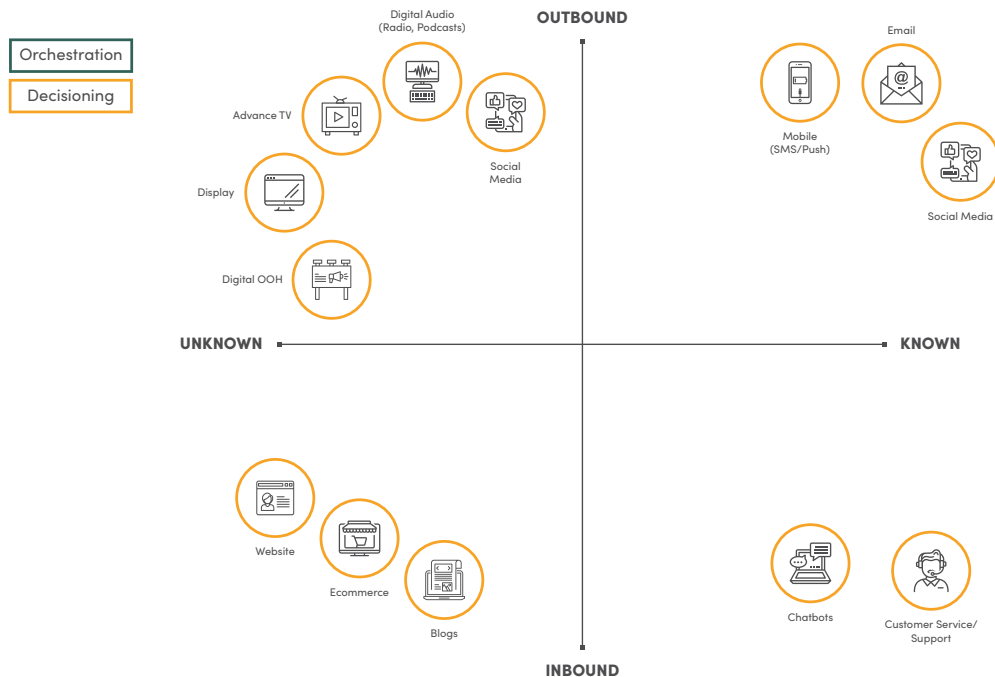 Digital Audio
(Radio, Podcasts)
OUTBOUND
Email
Orchestration
Decisioning
Advance TV
Mobile
(SMS/Push)
Social
Media
Display
Social Media
Digital OOH
UNKNOWN
KNOWN
Website
Ecommerce
Blogs
Chatbots
Customer Service/
Support
INBOUND
@